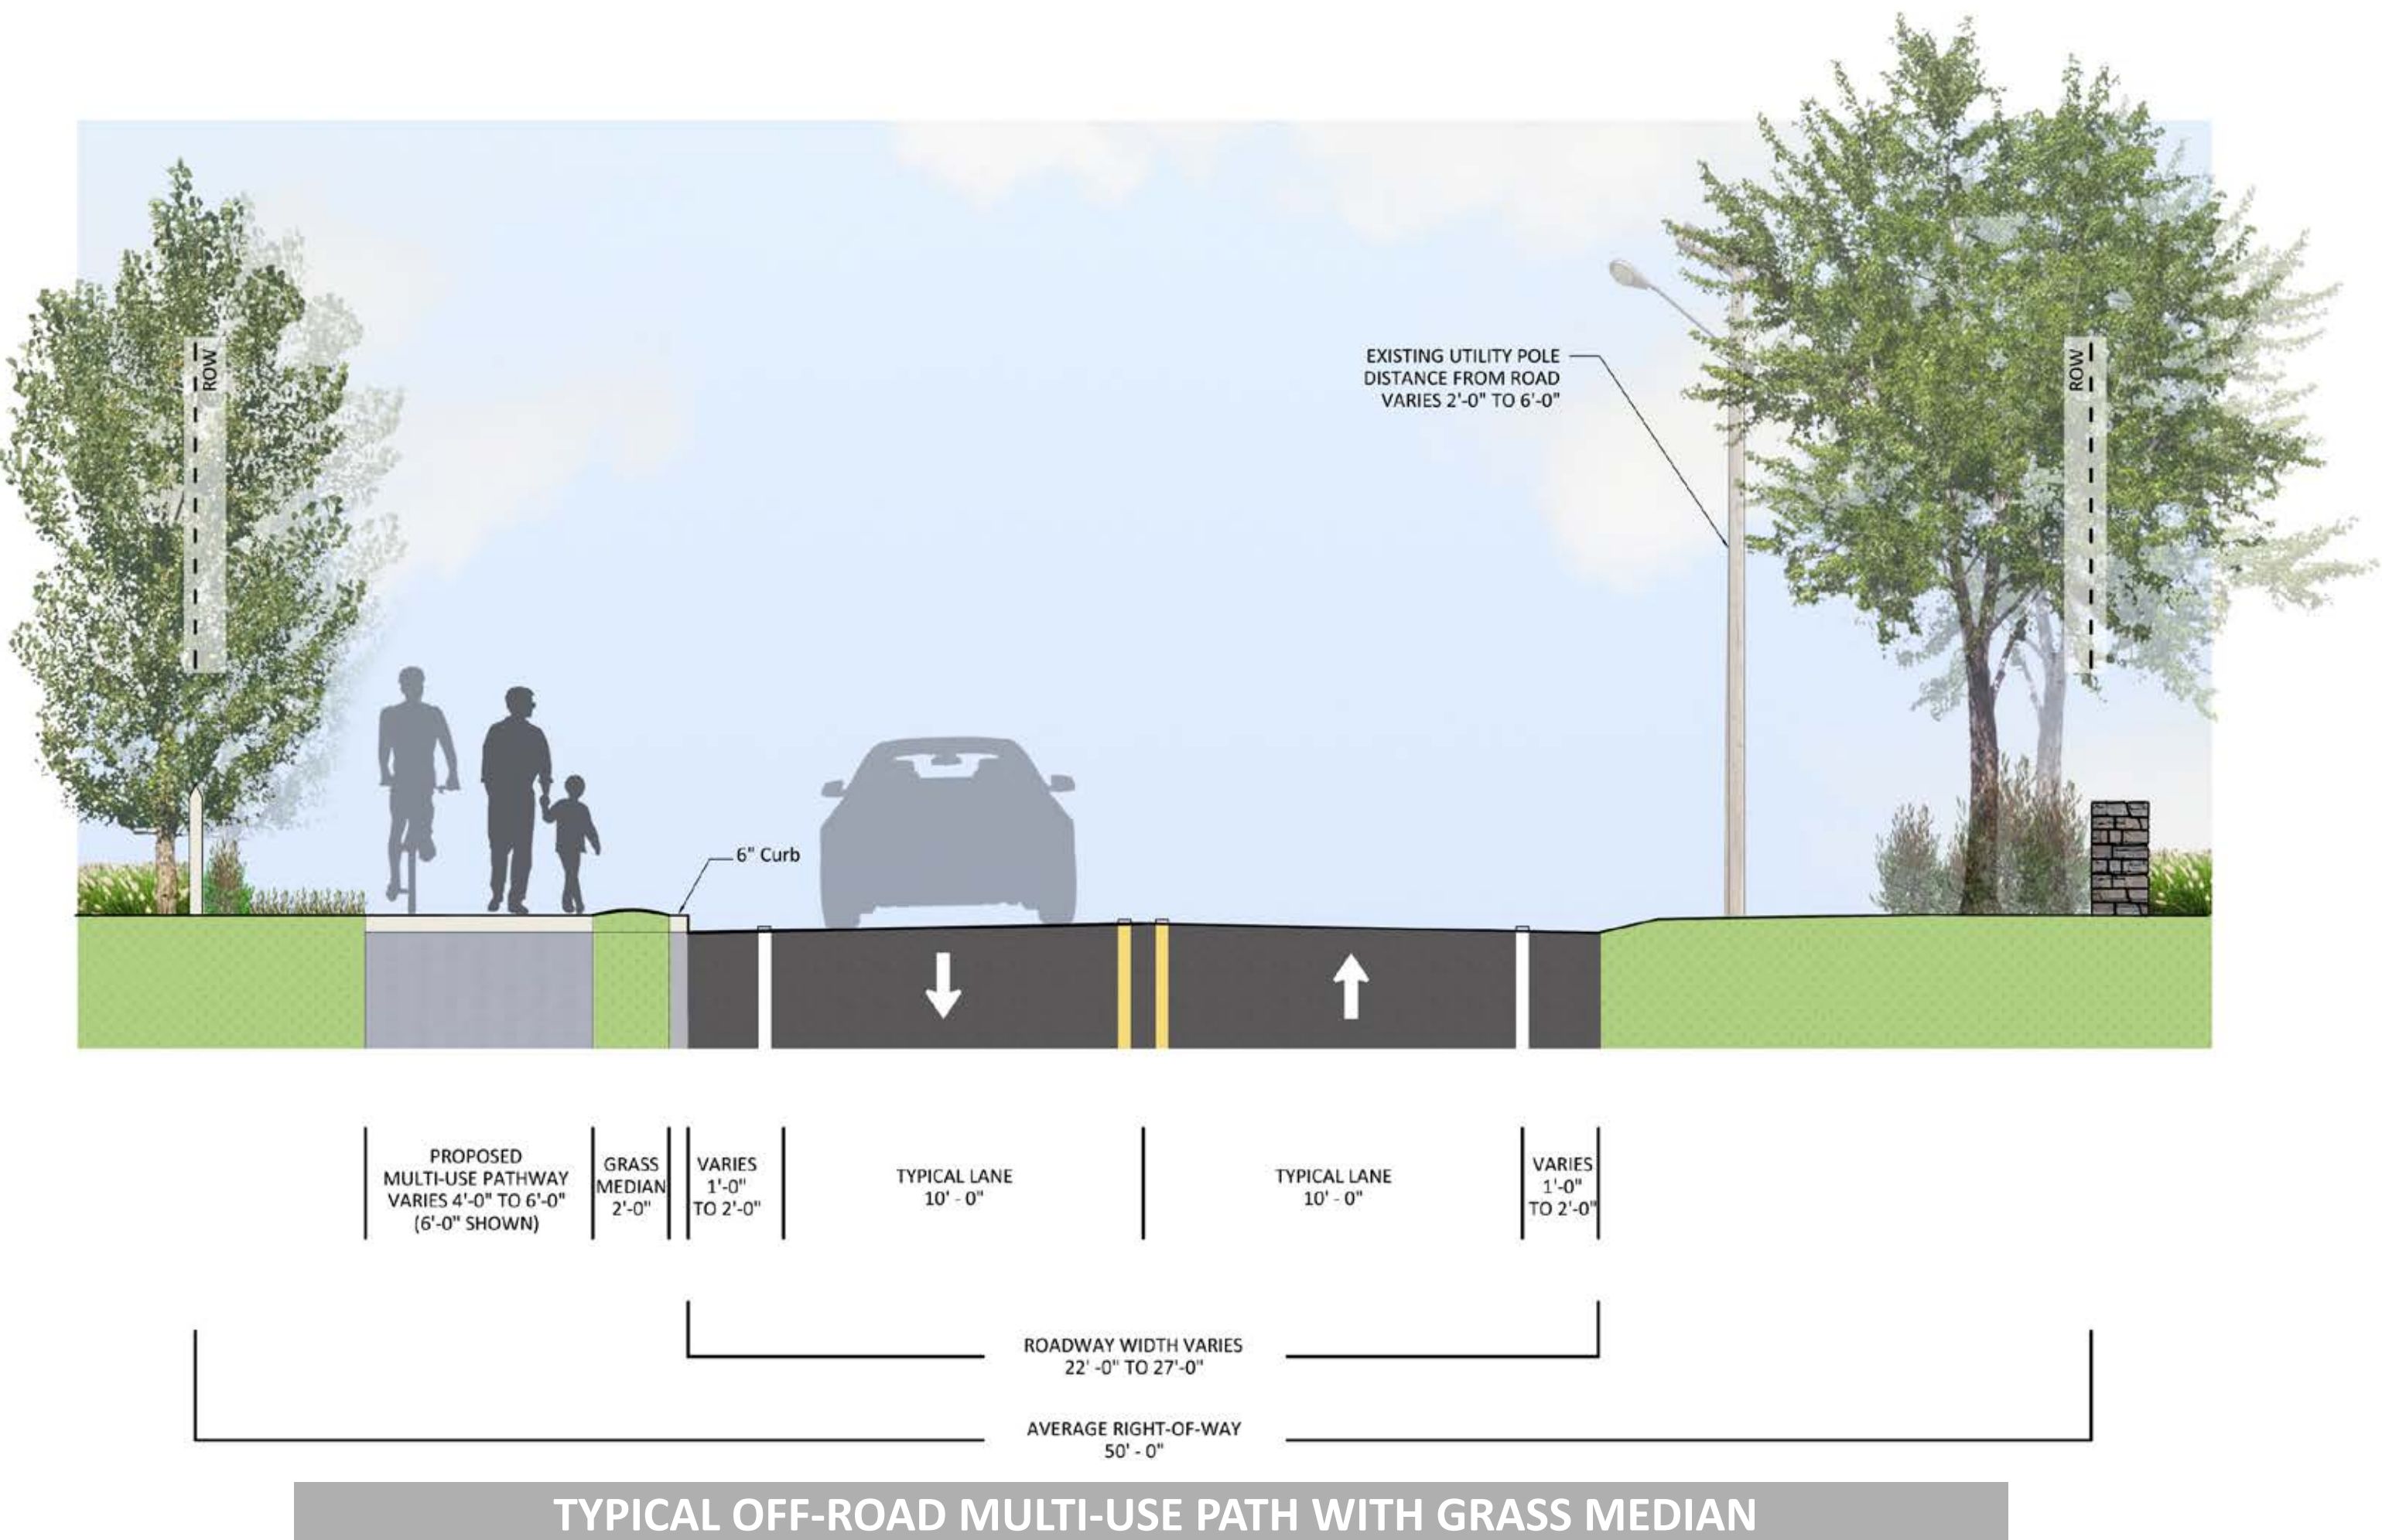 ROW
ROW
EXISTING UTILITY POLE
DISTANCE FROM ROAD
VARIES 2'-0" TO 6'-0"
6" Curb
PROPOSED
MULTI-USE PATHWAY
VARIES 4'-0" TO 6'-0"
(6'-0" SHOWN)
GRASS
MEDIAN
2'-0"
VARIES
1'-0"
TO 2'-0"
TYPICAL LANE
10' - 0"
TYPICAL LANE
10' - 0"
VARIES
1'-0"
TO 2'-0"
ROADWAY WIDTH VARIES
22' -0" TO 27'-0"
AVERAGE RIGHT-OF-WAY
50' - 0"
TYPICAL OFF-ROAD MULTI-USE PATH WITH GRASS MEDIAN